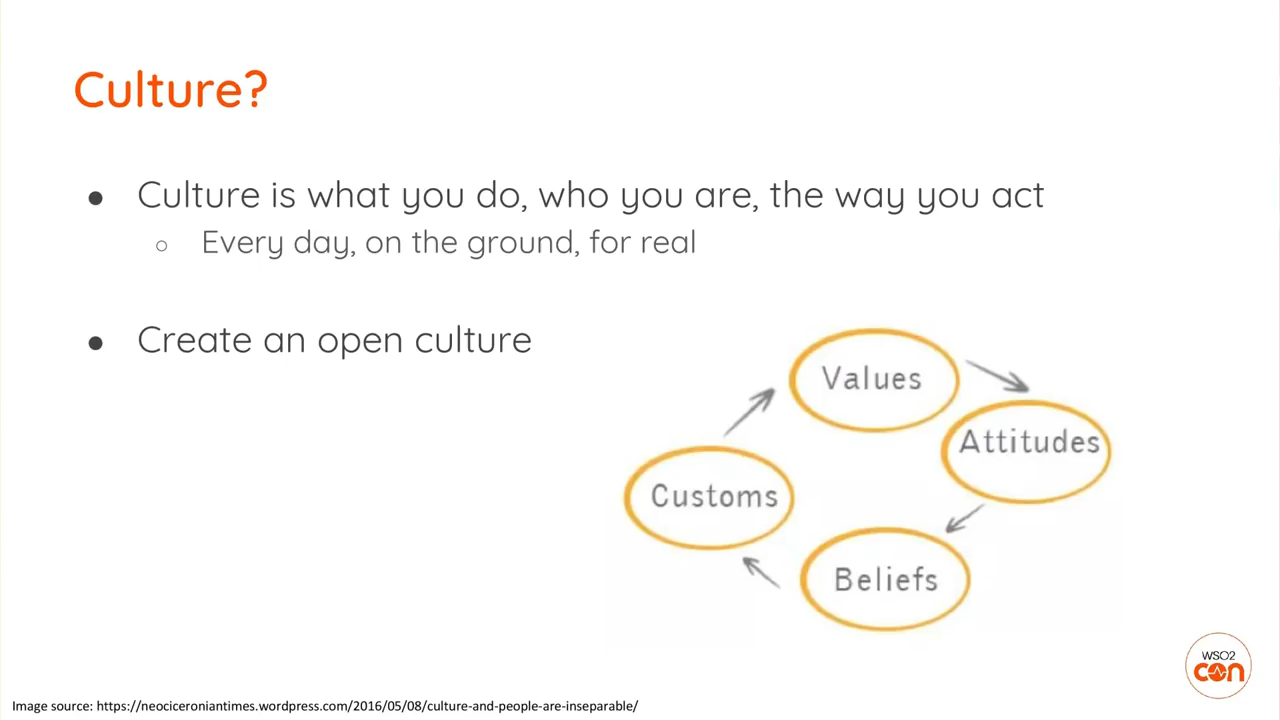 Culture?
● Culture is what you do, who you are, the way you act
○ Every day, on the ground, for real
● Create an open culture
Values
Attitudes
Customs
Beliefs
WSO2
CON
Image source: https://neociceroniantimes.wordpress.com/2016/05/08/culture-and-people-are-inseparable/